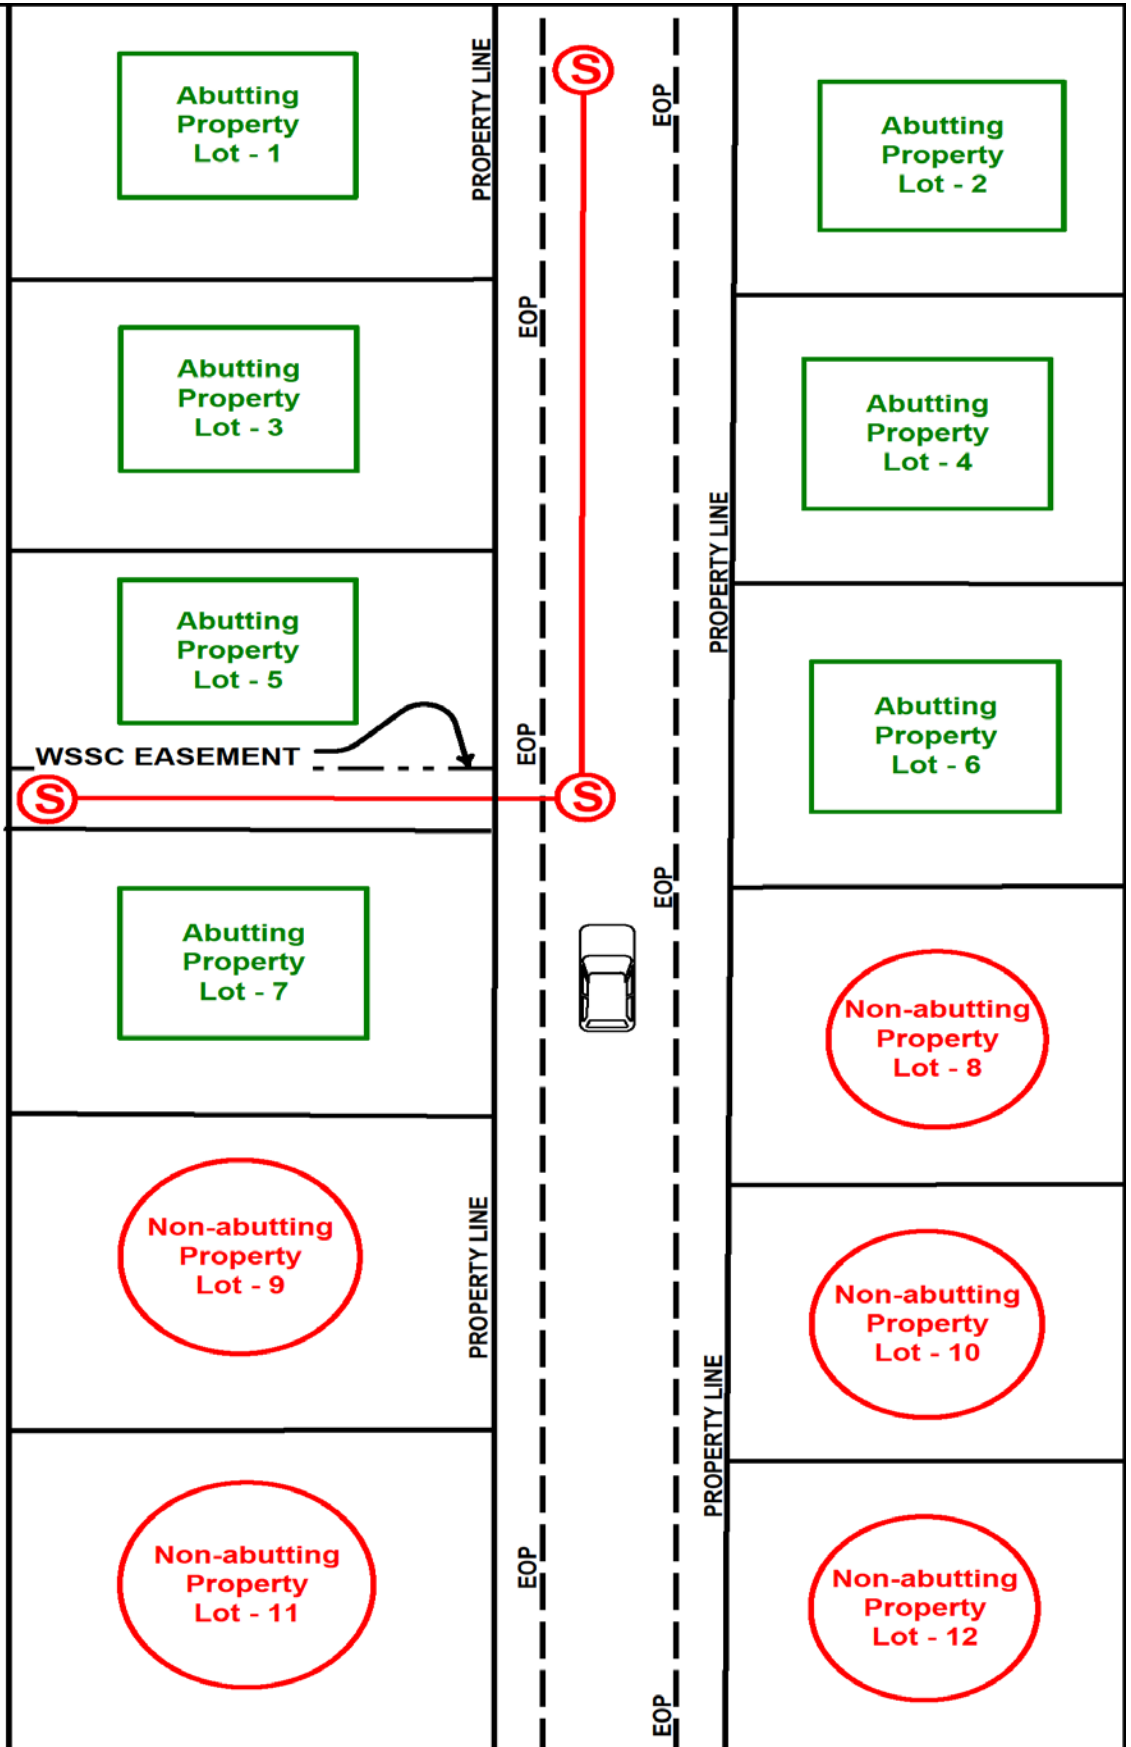 PROPERTY LINE
S
EOP
Abutting
Property
Lot - 1
Abutting
Property
Lot - 2
EOP
Abutting
Property
Lot - 3
Abutting
Property
Lot - 4
PROPERTY LINE
Abutting
Property
Lot - 5
Abutting
Property
Lot - 6
EOP
WSSC EASEMENT
S
S
EOP
Abutting
Property
Lot - 7
Non-abutting
Property
Lot - 8
Non-abutting
Property
Lot - 9
PROPERTY LINE
Non-abutting
Property
Lot - 10
PROPERTY LINE
EOP
Non-abutting
Property
Lot - 11
Non-abutting
Property
Lot - 12
EOP